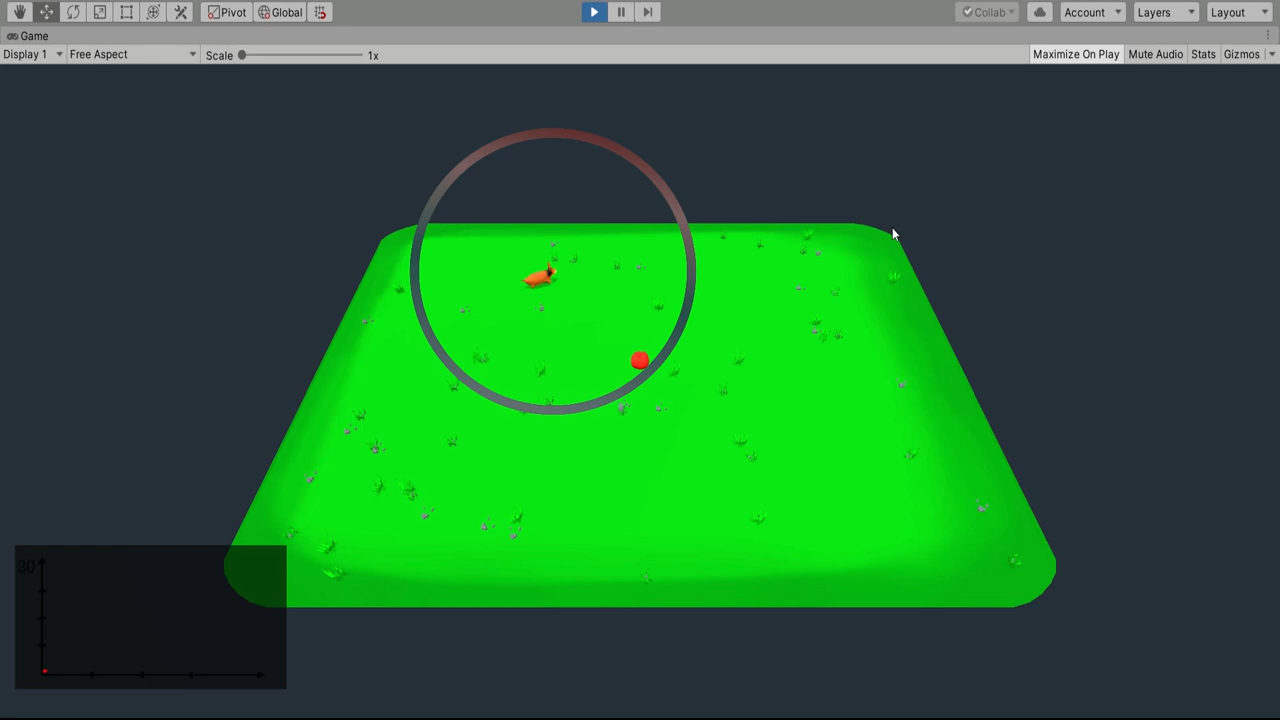 Pivot Global Collab Account Layers Layout
Game
Display 1 Free Aspect Scale 1x Maximize On Play Mute Audio Stats Gizmos
30